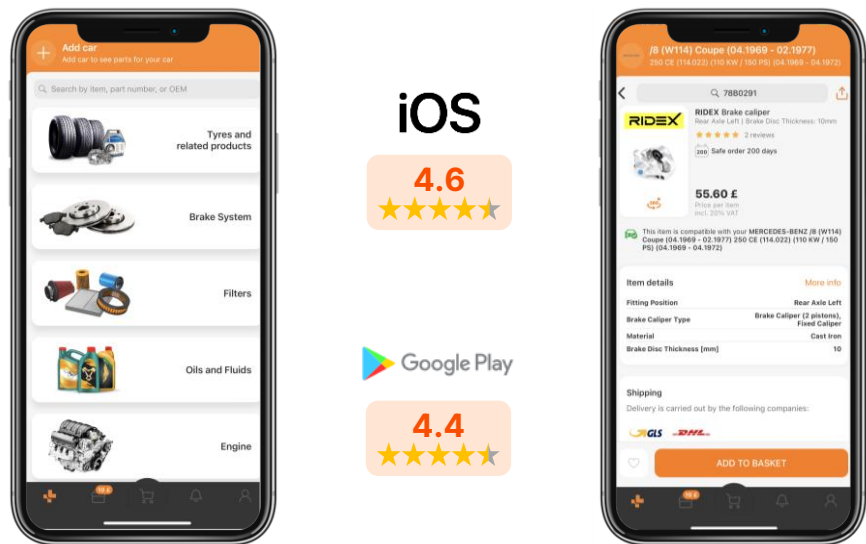 Add car
Add car to see parts for your car
Search by item, part number, or OEM
Tyres and
related products
Brake System
Filters
Oils and Fluids
Engine
10 £
iOS
4.6
Google Play
4.4
/8 (W114) Coupe (04.1969 - 02.1977)
250 CE (114.022) (110 KW / 150 PS) (04.1969 - 04.1972)
78B0291
RIDEX
RIDEX Brake caliper
Rear Axle Left | Brake Disc Thickness: 10mm
2 reviews
200 Safe order 200 days
360°
55.60 £
Price per item
incl. 20% VAT
This item is compatible with your MERCEDES-BENZ /8 (W114)
Coupe (04.1969 - 02.1977) 250 CE (114.022) (110 KW / 150
PS) (04.1969 - 04.1972)
Item details More info
Fitting Position Rear Axle Left
Brake Caliper Type Brake Caliper (2 pistons),
Fixed Caliper
Material Cast Iron
Brake Disc Thickness [mm] 10
Shipping
Delivery is carried out by the following companies:
GLS DHL
ADD TO BASKET
10 £